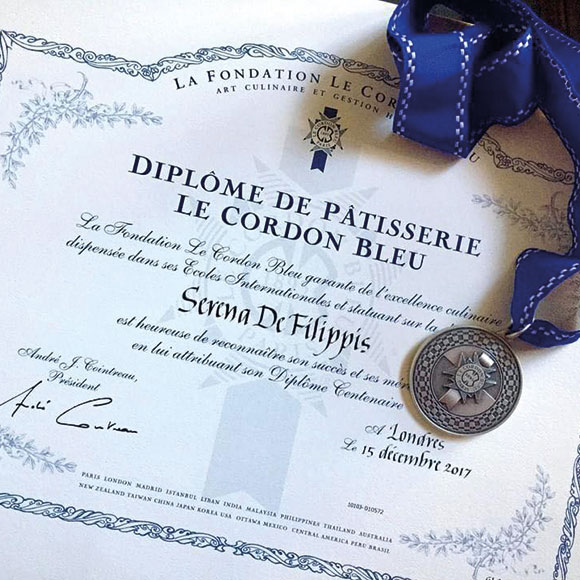 LA FONDATION LE COR
ART CULINAIRE ET GESTION H
DIPLÔME DE PÂTISSERIE
LE CORDON BLEU
La Fondation Le Cordon Bleu garante de l'excellence culinaire
dispensée dans ses Ecoles Internationales et statuant sur la
Serena De Filippis
est heureuse de reconnaître son succès et ses mér
en lui attribuant son Diplôme Centenaire
André J. Cointreau,
Président
A Londres
Le 15 décembre 2017
10103-010572
PARIS LONDON MADRID ISTANBUL LIBAN INDIA MALAYSIA PHILIPPINES THAILAND AUSTRALIA
NEW ZEALAND TAIWAN CHINA JAPAN KOREA USA OTTAWA MEXICO CENTRAL AMERICA PERU BRASIL